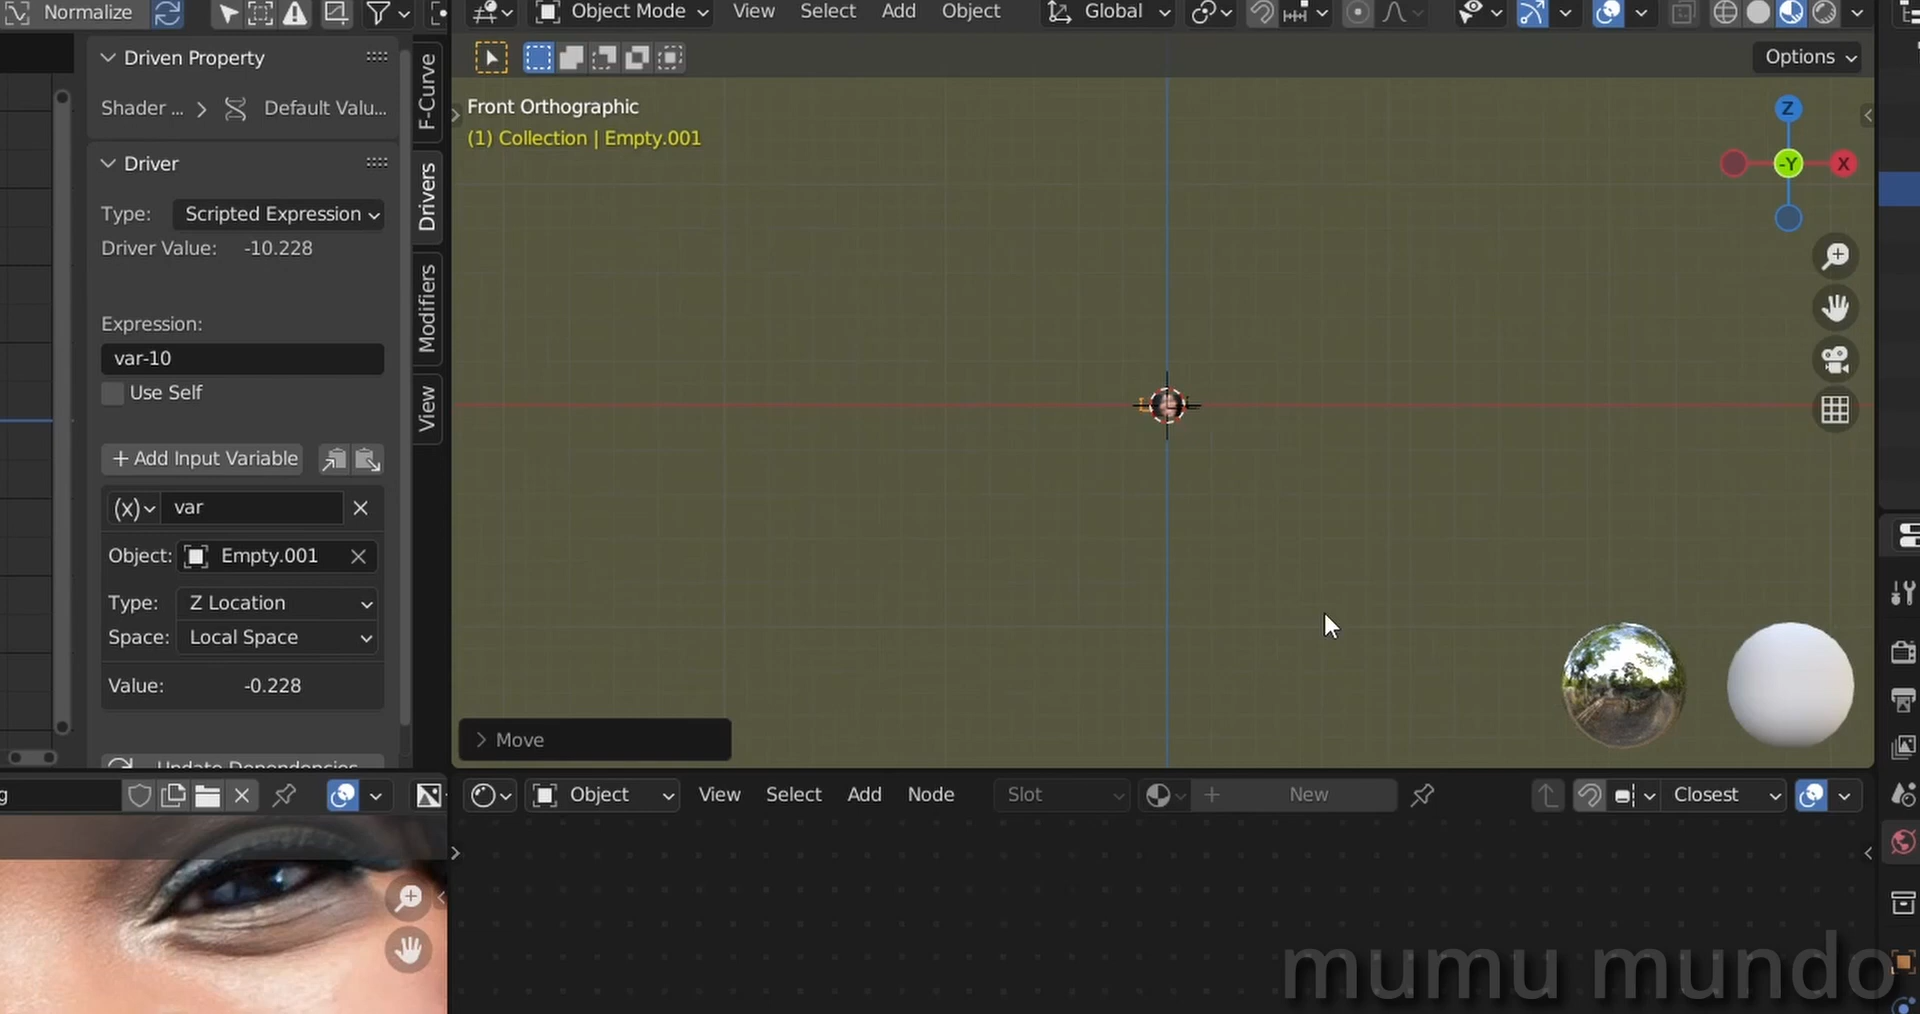 Normalize
Object Mode
View
Select
Add
Object
Global
Driven Property
Options
Shader ...
Default Valu...
F-Curve
Front Orthographic
(1) Collection | Empty.001
Z
-Y
X
Driver
Drivers
Type:
Scripted Expression
Driver Value:
-10.228
Modifiers
Expression:
var-10
Use Self
View
+ Add Input Variable
(x)
var
Object:
Empty.001
Type:
Z Location
Space:
Local Space
Value:
-0.228
Move
Update Dependencies
g
Object
View
Select
Add
Node
Slot
New
Closest
mumu mundo